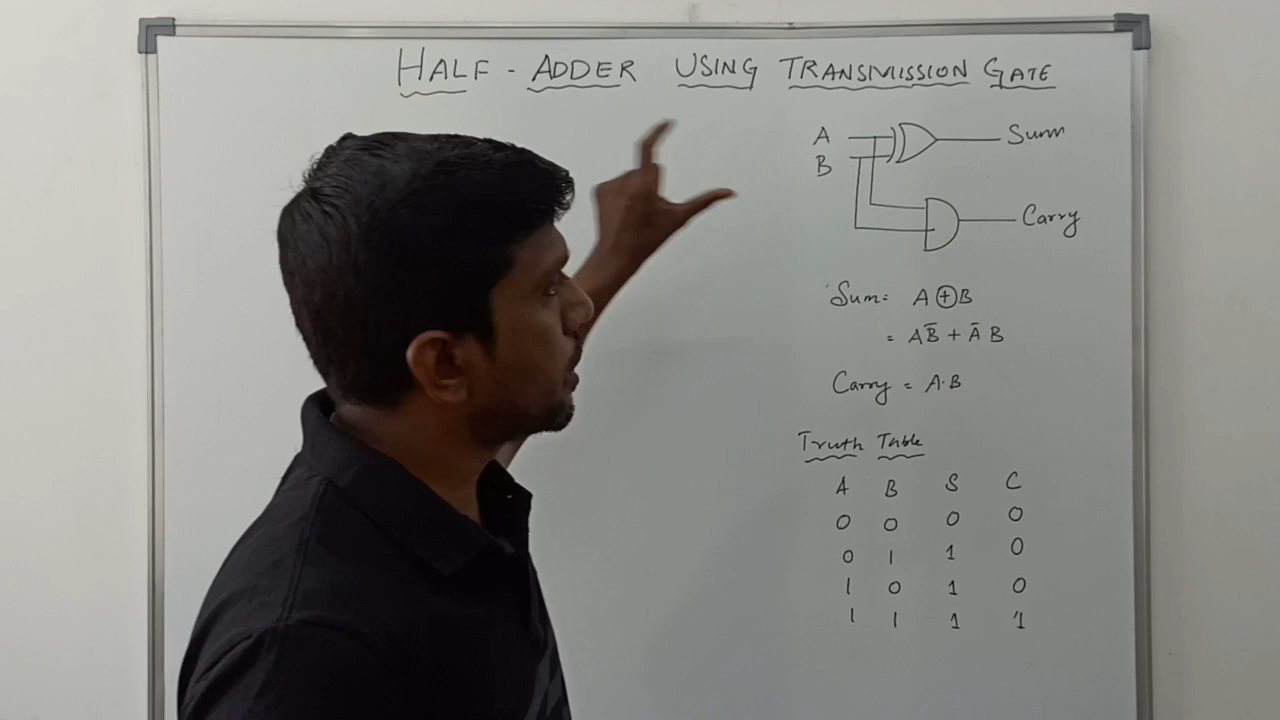 HALF - ADDER USING TRANSMISSION GATE
A
B
Sum
Carry
Sum = A ⊕ B
= AB̅ + A̅ B
Carry = A·B
Truth Table
A B S C
0 0 0 0
0 1 1 0
1 0 1 0
1 1 1 1